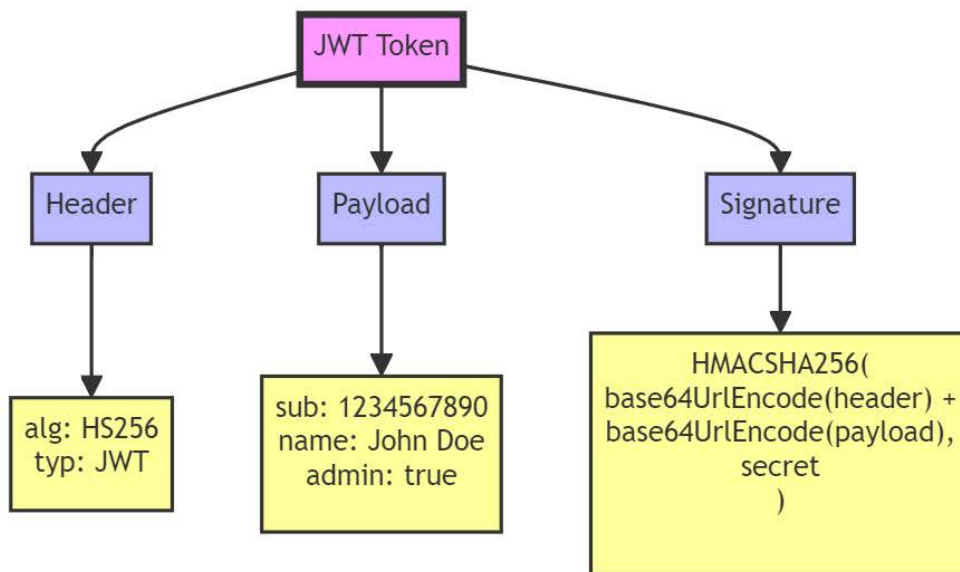 JWT Token
Header
Payload
Signature
alg: HS256
typ: JWT
sub: 1234567890
name: John Doe
admin: true
HMACSHA256(
base64UrlEncode(header) +
base64UrlEncode(payload),
secret
)